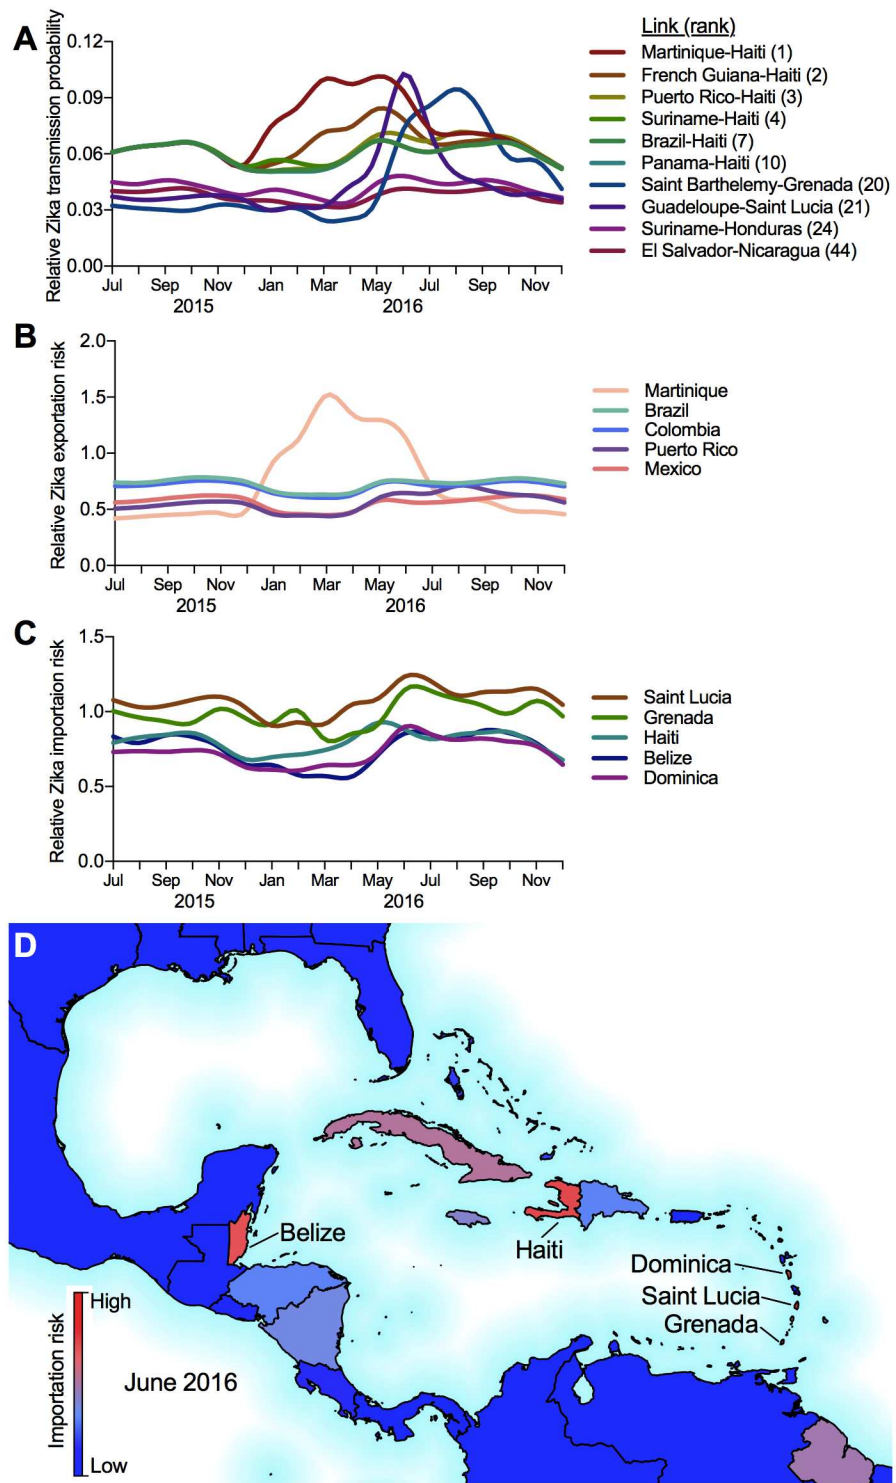 A
Relative Zika transmission probability
0.12
0.09
0.06
0.03
0.00
Jul Sep Nov Jan Mar May Jul Sep Nov
2015 2016
Link (rank)
Martinique-Haiti (1)
French Guiana-Haiti (2)
Puerto Rico-Haiti (3)
Suriname-Haiti (4)
Brazil-Haiti (7)
Panama-Haiti (10)
Saint Barthelemy-Grenada (20)
Guadeloupe-Saint Lucia (21)
Suriname-Honduras (24)
El Salvador-Nicaragua (44)
B
Relative Zika exportation risk
2.0
1.5
1.0
0.5
0.0
Jul Sep Nov Jan Mar May Jul Sep Nov
2015 2016
Martinique
Brazil
Colombia
Puerto Rico
Mexico
C
Relative Zika importaion risk
1.5
1.0
0.5
0.0
Jul Sep Nov Jan Mar May Jul Sep Nov
2015 2016
Saint Lucia
Grenada
Haiti
Belize
Dominica
D
Belize
Haiti
Dominica
Saint Lucia
Grenada
Importation risk
High
Low
June 2016